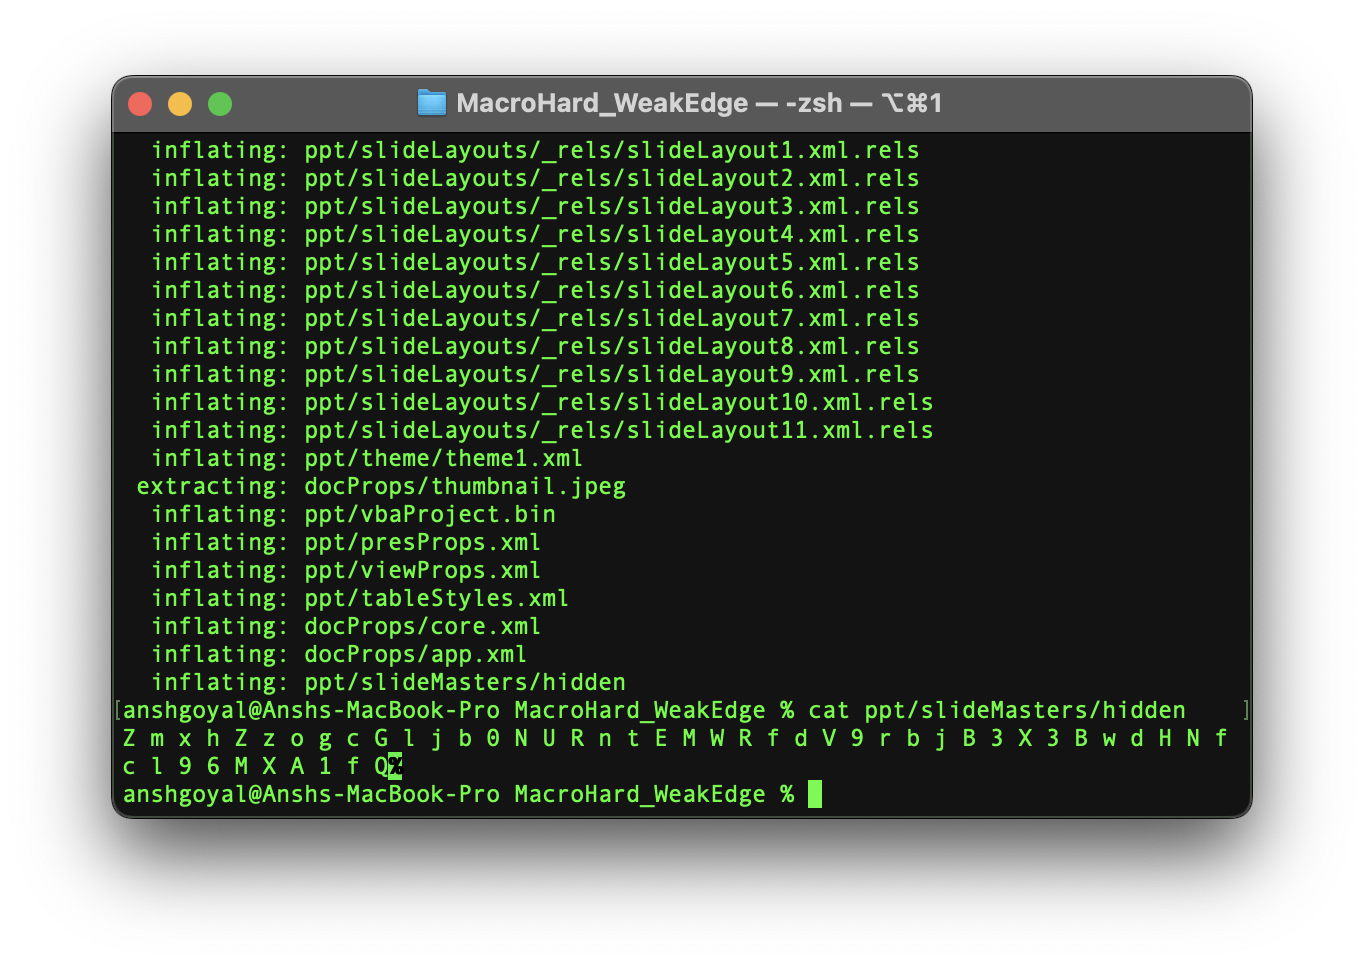 MacroHard_WeakEdge — -zsh — ⌥⌘1
inflating: ppt/slideLayouts/_rels/slideLayout1.xml.rels
inflating: ppt/slideLayouts/_rels/slideLayout2.xml.rels
inflating: ppt/slideLayouts/_rels/slideLayout3.xml.rels
inflating: ppt/slideLayouts/_rels/slideLayout4.xml.rels
inflating: ppt/slideLayouts/_rels/slideLayout5.xml.rels
inflating: ppt/slideLayouts/_rels/slideLayout6.xml.rels
inflating: ppt/slideLayouts/_rels/slideLayout7.xml.rels
inflating: ppt/slideLayouts/_rels/slideLayout8.xml.rels
inflating: ppt/slideLayouts/_rels/slideLayout9.xml.rels
inflating: ppt/slideLayouts/_rels/slideLayout10.xml.rels
inflating: ppt/slideLayouts/_rels/slideLayout11.xml.rels
inflating: ppt/theme/theme1.xml
extracting: docProps/thumbnail.jpeg
inflating: ppt/vbaProject.bin
inflating: ppt/presProps.xml
inflating: ppt/viewProps.xml
inflating: ppt/tableStyles.xml
inflating: docProps/core.xml
inflating: docProps/app.xml
inflating: ppt/slideMasters/hidden
[anshgoyal@Anshs-MacBook-Pro MacroHard_WeakEdge % cat ppt/slideMasters/hidden ]
Z m x h Z z o g c G l j b 0 N U R n t E M W R f d V 9 r b j B 3 X 3 B w d H N f
c l 9 6 M X A 1 f Q%
anshgoyal@Anshs-MacBook-Pro MacroHard_WeakEdge %